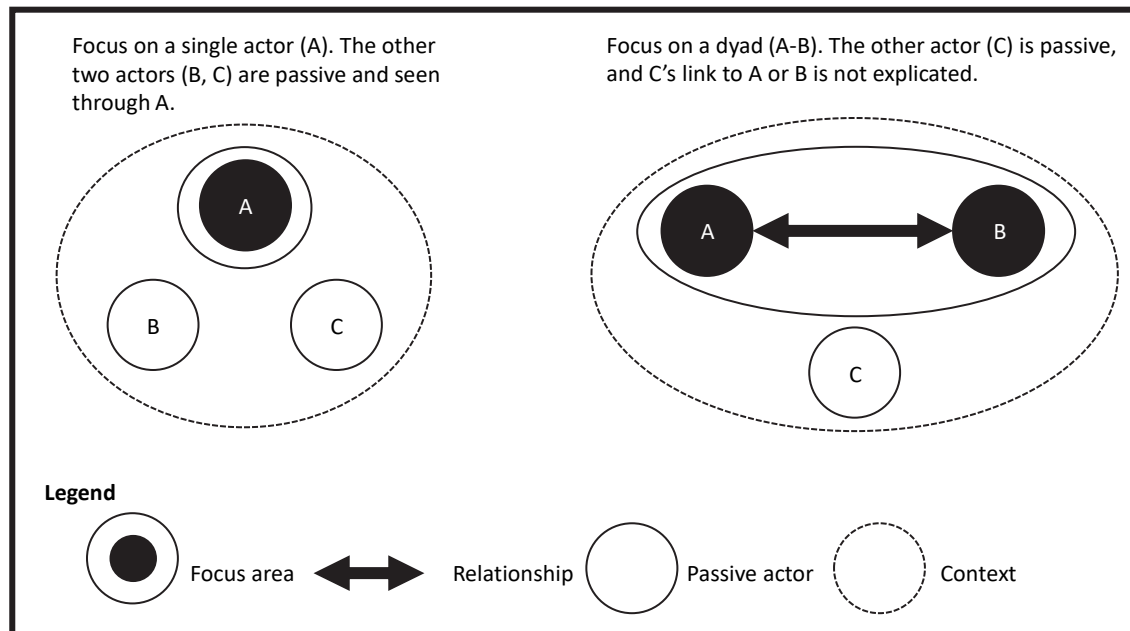 Focus on a single actor (A). The other
two actors (B, C) are passive and seen
through A.
Focus on a dyad (A-B). The other actor (C) is passive,
and C’s link to A or B is not explicated.
A
B
C
A
B
C
Legend
Focus area
Relationship
Passive actor
Context